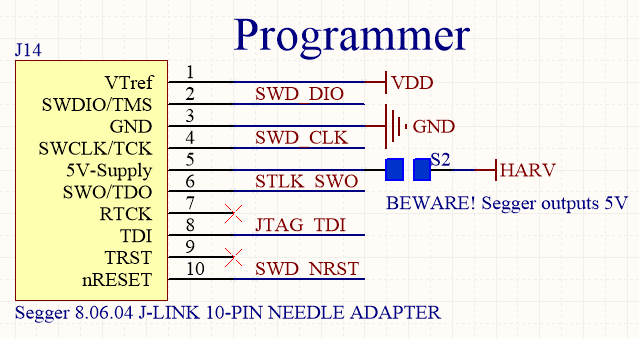 Programmer
J14
VTref 1 VDD
SWDIO/TMS 2 SWD_DIO
GND 3 GND
SWCLK/TCK 4 SWD_CLK
5V-Supply 5 S2 HARV
SWO/TDO 6 STLK_SWO BEWARE! Segger outputs 5V
RTCK 7
TDI 8 JTAG_TDI
TRST 9
nRESET 10 SWD_NRST
Segger 8.06.04 J-LINK 10-PIN NEEDLE ADAPTER